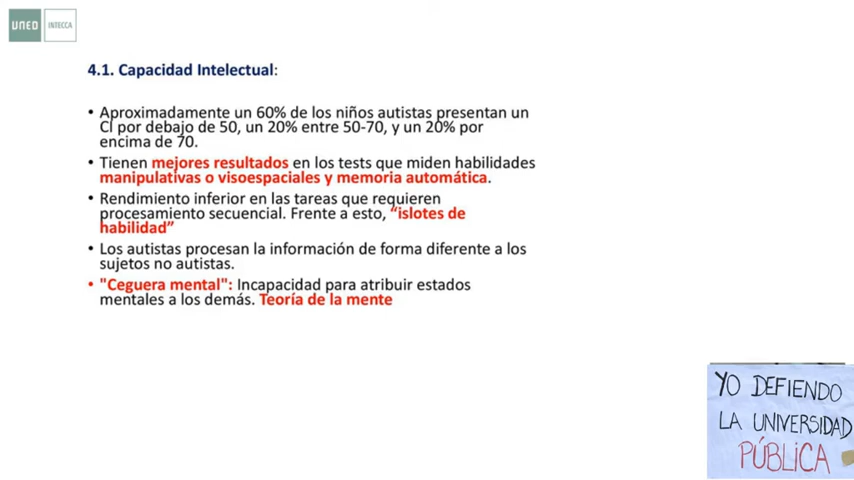 UNED
INTECCA
4.1. Capacidad Intelectual:
• Aproximadamente un 60% de los niños autistas presentan un
CI por debajo de 50, un 20% entre 50-70, y un 20% por
encima de 70.
• Tienen mejores resultados en los tests que miden habilidades
manipulativas o visoespaciales y memoria automática.
• Rendimiento inferior en las tareas que requieren
procesamiento secuencial. Frente a esto, “islotes de
habilidad”
• Los autistas procesan la información de forma diferente a los
sujetos no autistas.
• "Ceguera mental": Incapacidad para atribuir estados
mentales a los demás. Teoría de la mente
YO DEFIENDO
LA UNIVERSIDAD
PÚBLiCA